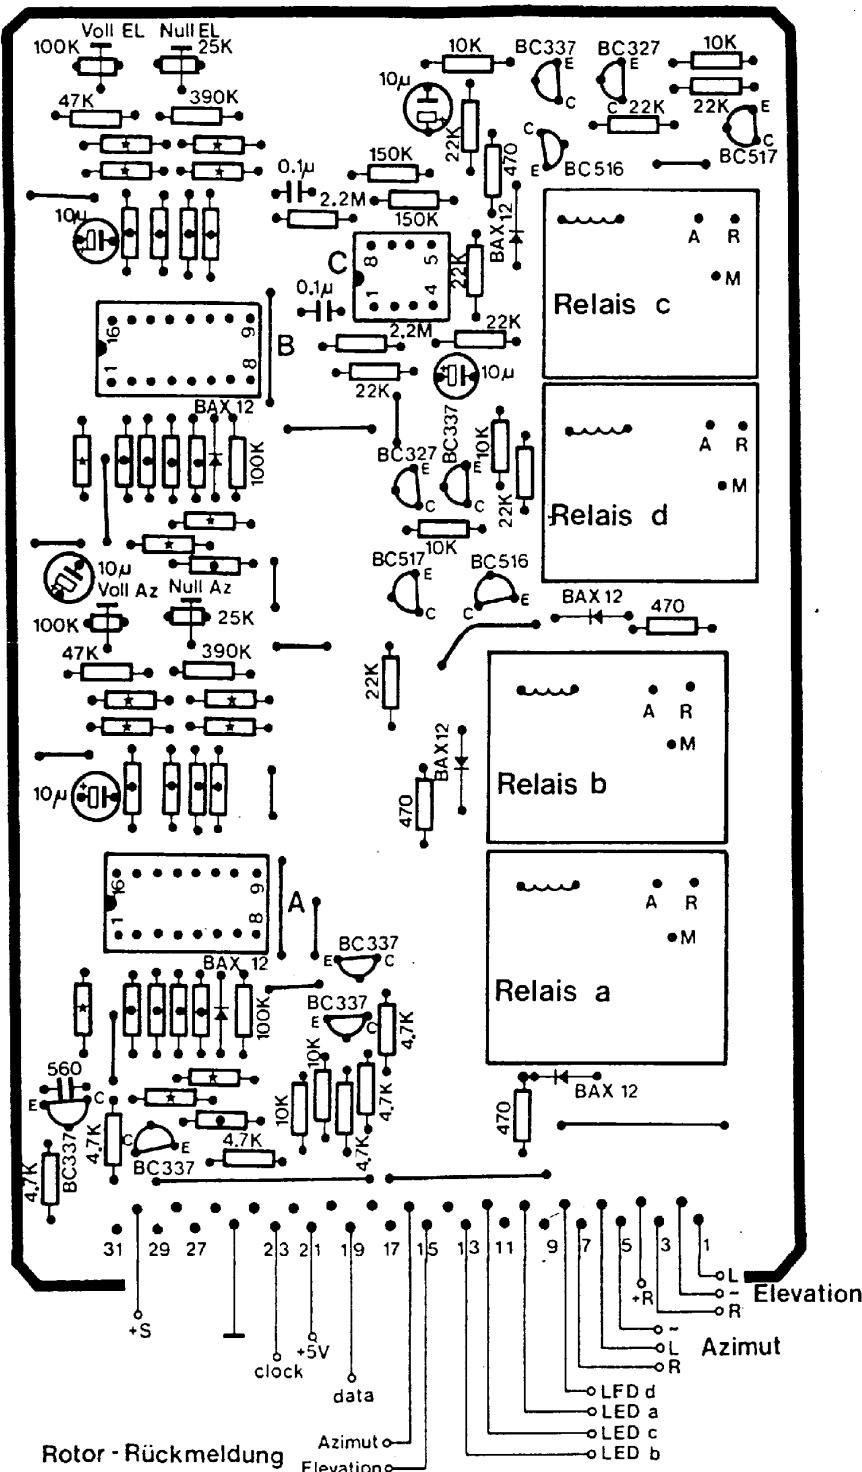 Voll EL Null EL
100K 25K
47K 390K
10µ
10K BC337 E C BC327 E C 10K
10µ 22K 22K
22K 470 C E BC516 BC517 E C
150K
0.1µ 2.2M 150K
BAX 12
C 8 5 1 4 22K
A R
M
Relais c
0.1µ 2.2M 22K
16 9 1 8 B
22K 10µ
BAX 12
100K
BC327 E C BC337 E C 10K 22K
A R
M
Relais d
10K
10µ
Voll Az Null Az
100K 25K
BC517 E C BC516 C E
BAX 12 470
47K 390K
22K
A R
M
Relais b
BAX 12
470
10µ
16 9 1 8 A
BC337
E C
BAX 12
100K
BC337
E C
4.7K
A R
M
Relais a
BAX 12
470
560
E C
BC337
4.7K
4.7K
C E
BC337
4.7K
10K
10K
4.7K
4.7K
31 29 27 23 21 19 17 15 13 11 9 7 5 3 1
L
~
R
Elevation
+R
~
L
R
Azimut
+S
clock
+5V
data
LFD d
LED a
LED c
LED b
Rotor - Rückmeldung
Azimut
Elevation